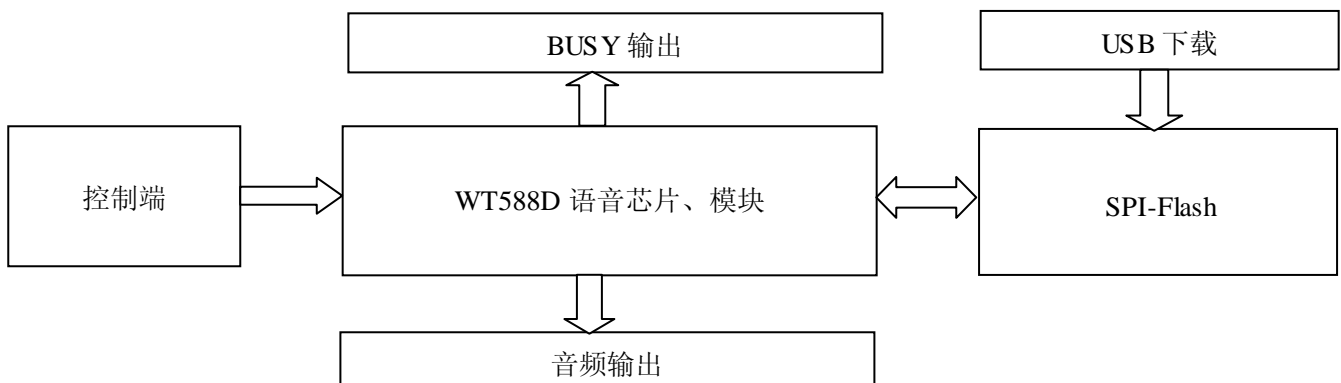 BUSY 输出
USB 下载
控制端
WT588D 语音芯片、模块
SPI-Flash
音频输出